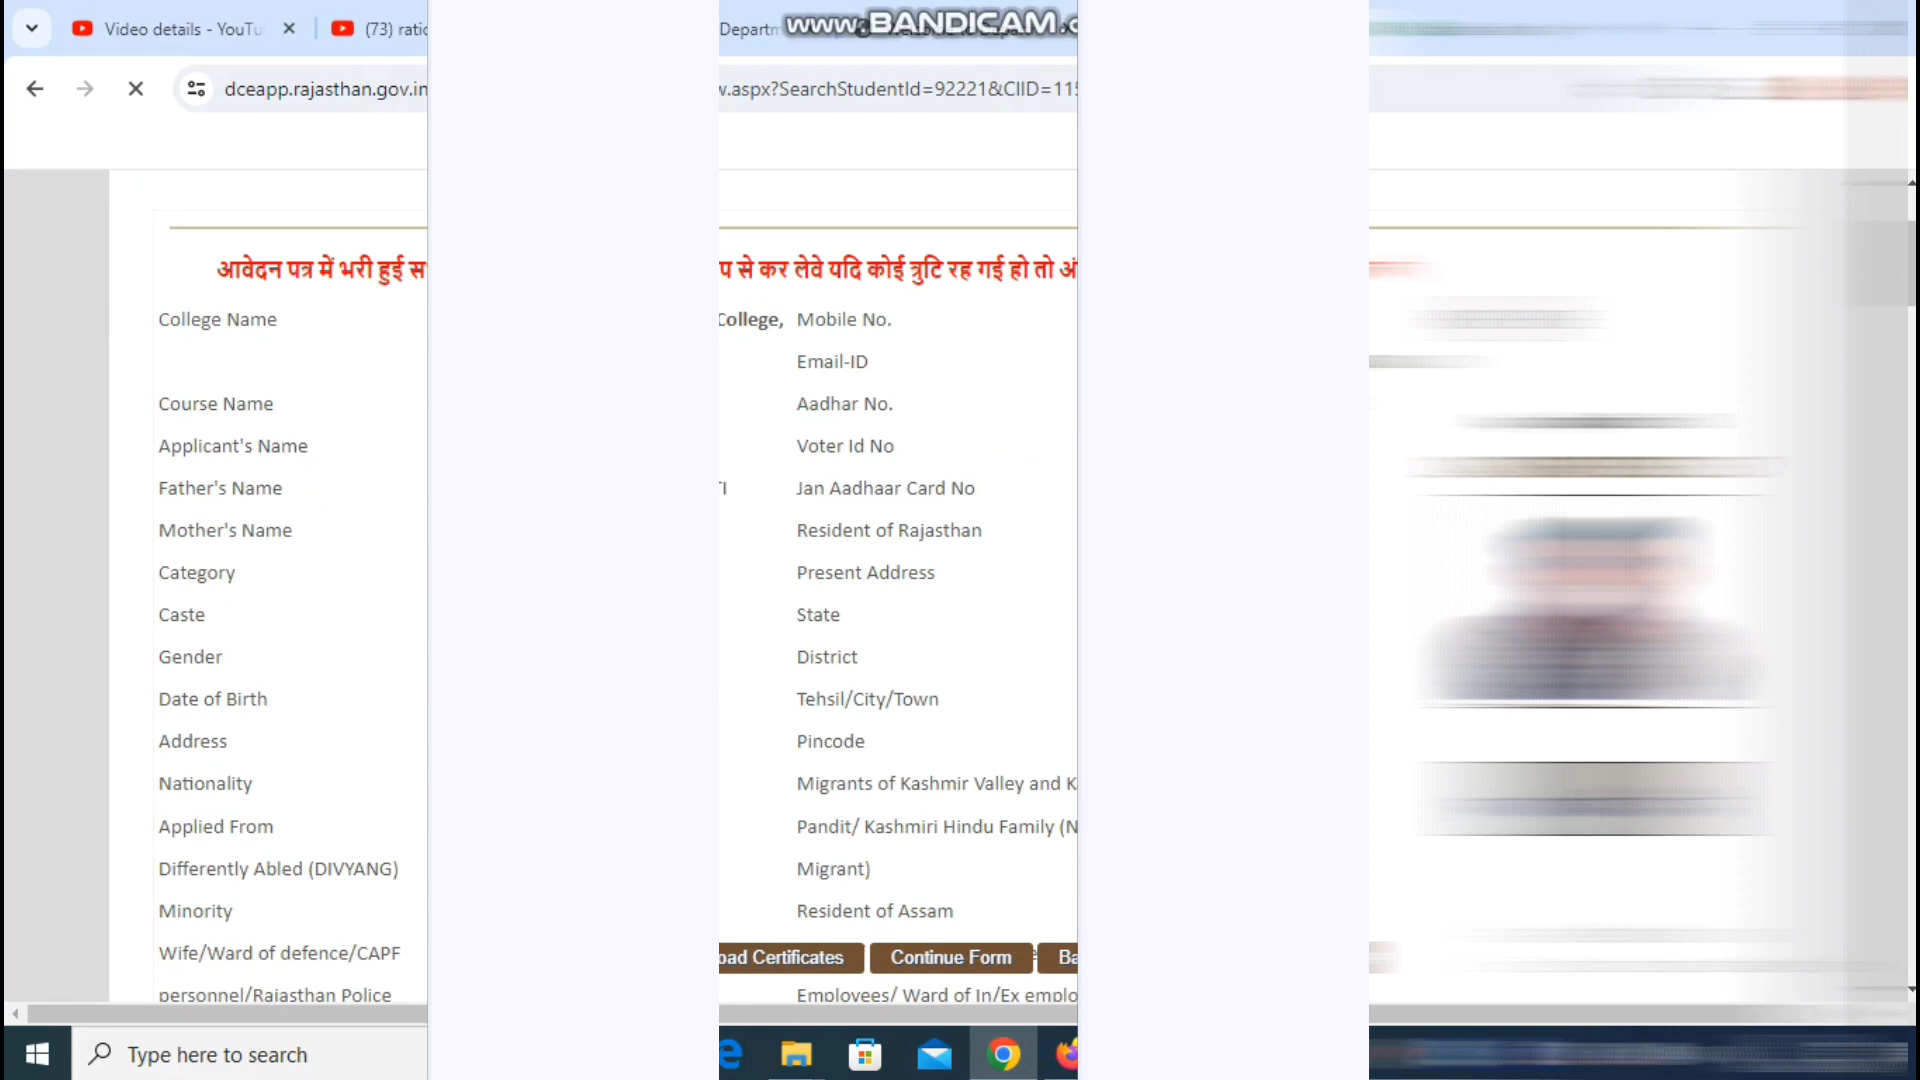 Video details - YouTu
(73) ratio
Departm
www.BANDICAM.c
dceapp.rajasthan.gov.in
w.aspx?SearchStudentId=92221&CIID=115
आवेदन पत्र में भरी हुई स
प से कर लेवे यदि कोई त्रुटि रह गई हो तो अं
College Name
College,
Mobile No.
Email-ID
Course Name
Aadhar No.
Applicant's Name
Voter Id No
Father's Name
Jan Aadhaar Card No
Mother's Name
Resident of Rajasthan
Category
Present Address
Caste
State
Gender
District
Date of Birth
Tehsil/City/Town
Address
Pincode
Nationality
Migrants of Kashmir Valley and K
Applied From
Pandit/ Kashmiri Hindu Family (N
Differently Abled (DIVYANG)
Migrant)
Minority
Resident of Assam
Wife/Ward of defence/CAPF
oad Certificates
Continue Form
Ba
personnel/Rajasthan Police
Employees/ Ward of In/Ex emplo
Type here to search